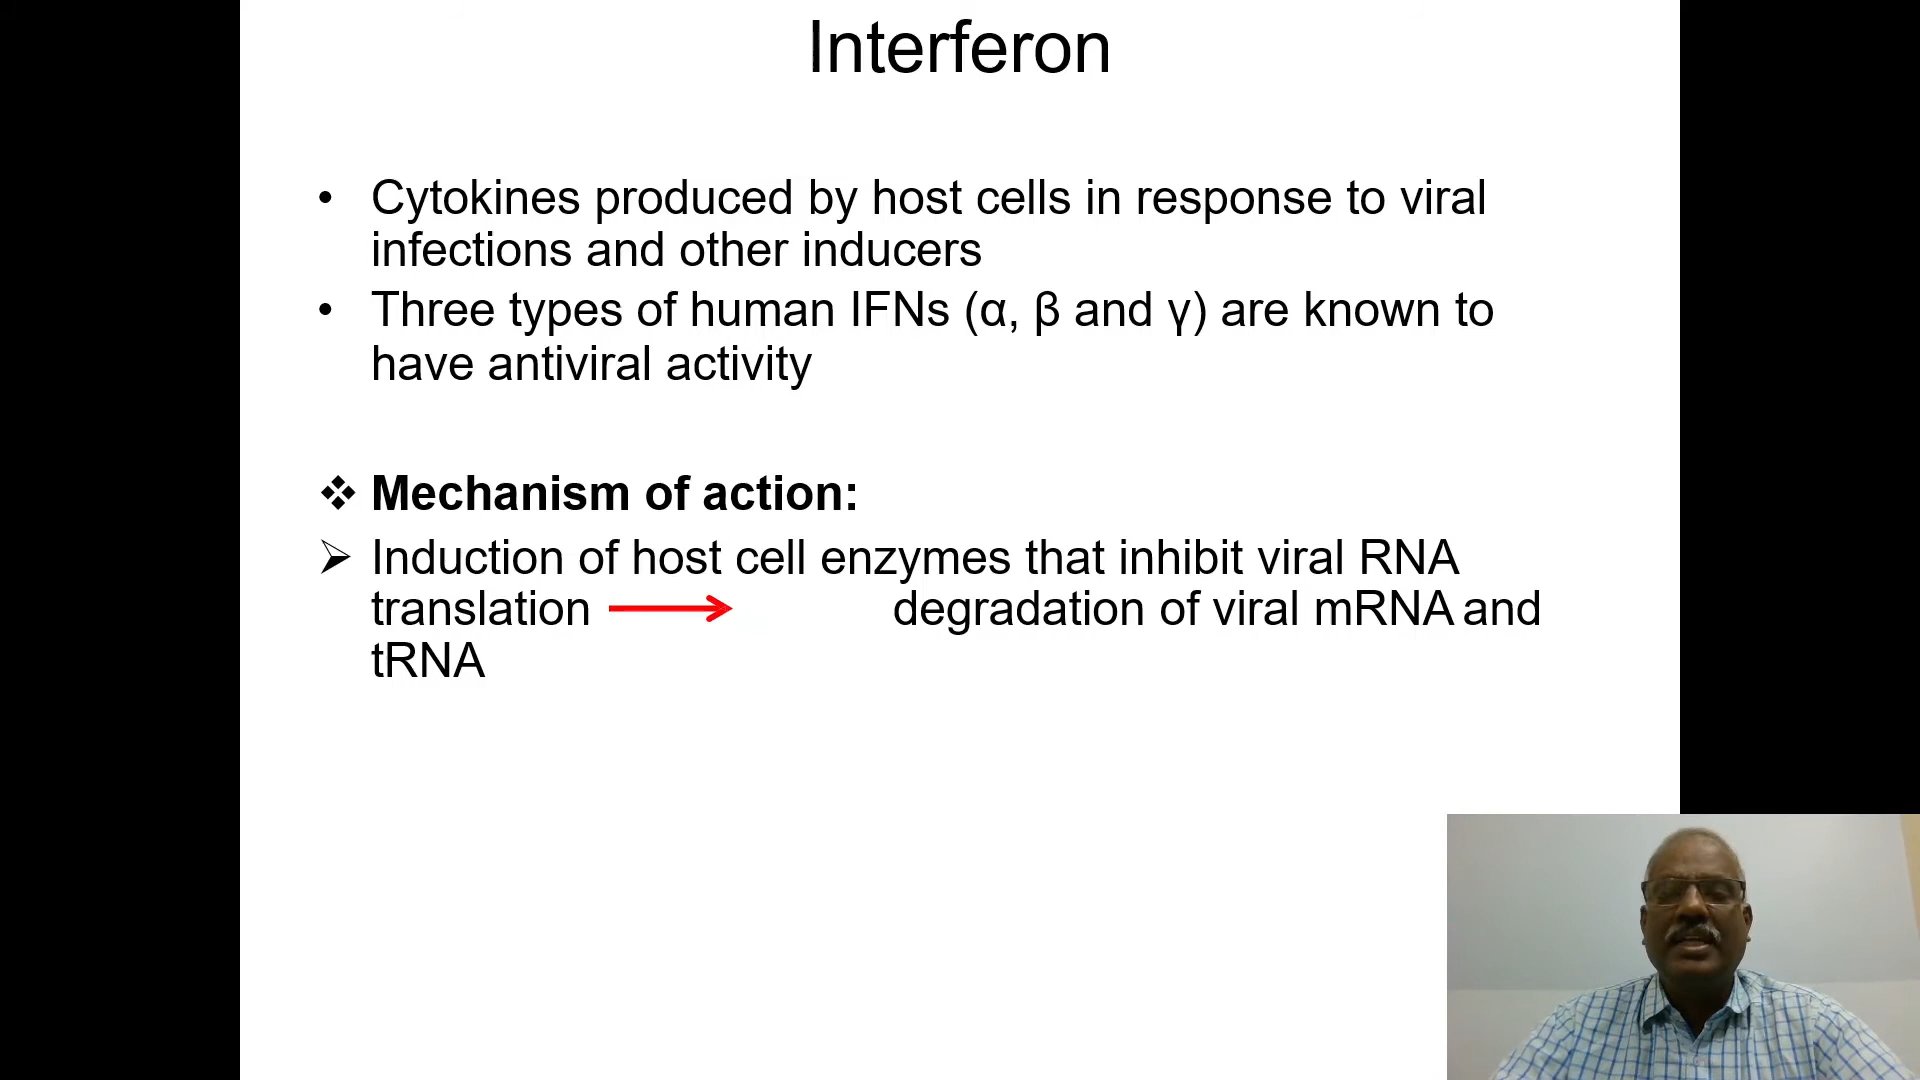 Interferon
• Cytokines produced by host cells in response to viral
infections and other inducers
• Three types of human IFNs (α, β and γ) are known to
have antiviral activity
❖ Mechanism of action:
➢ Induction of host cell enzymes that inhibit viral RNA
translation → degradation of viral mRNA and
tRNA